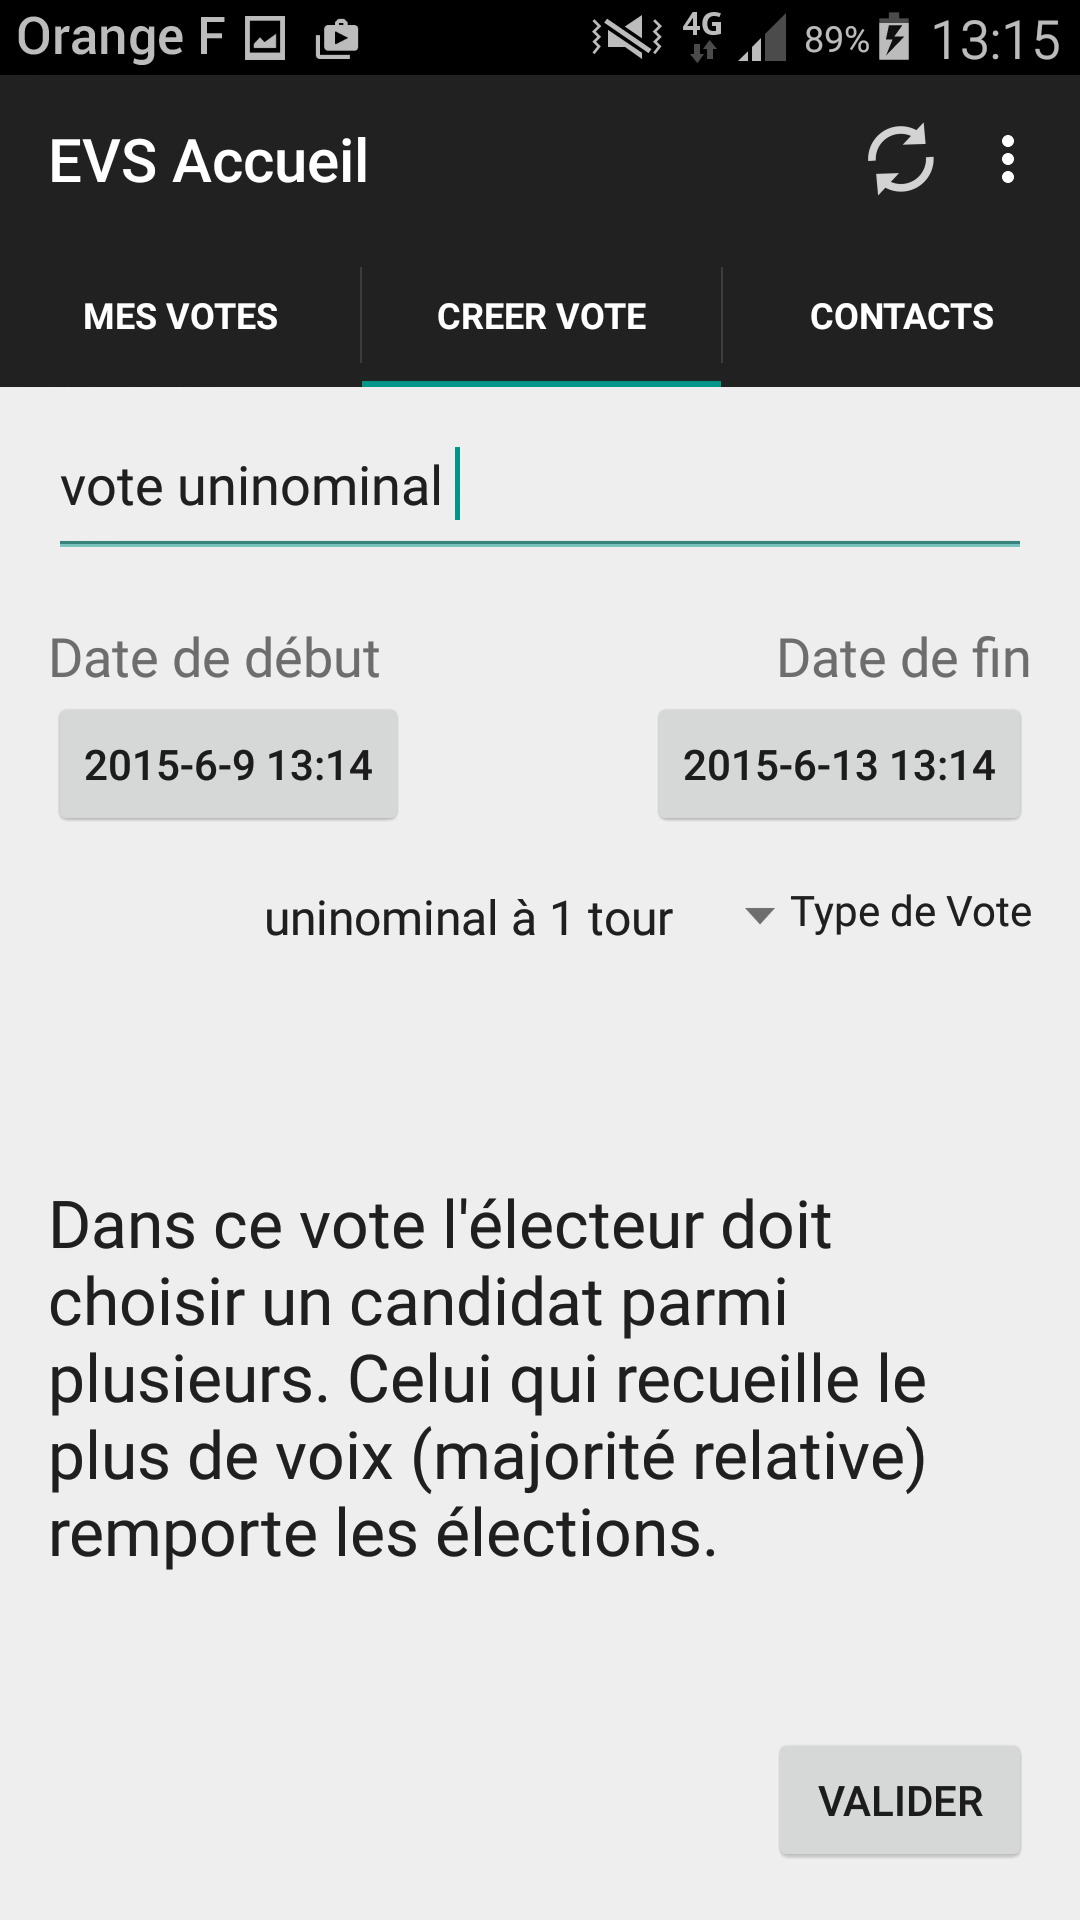 Orange F 4G 89% 13:15
EVS Accueil
MES VOTES CREER VOTE CONTACTS
vote uninominal
Date de début Date de fin
2015-6-9 13:14 2015-6-13 13:14
uninominal à 1 tour Type de Vote
Dans ce vote l'électeur doit
choisir un candidat parmi
plusieurs. Celui qui recueille le
plus de voix (majorité relative)
remporte les élections.
VALIDER